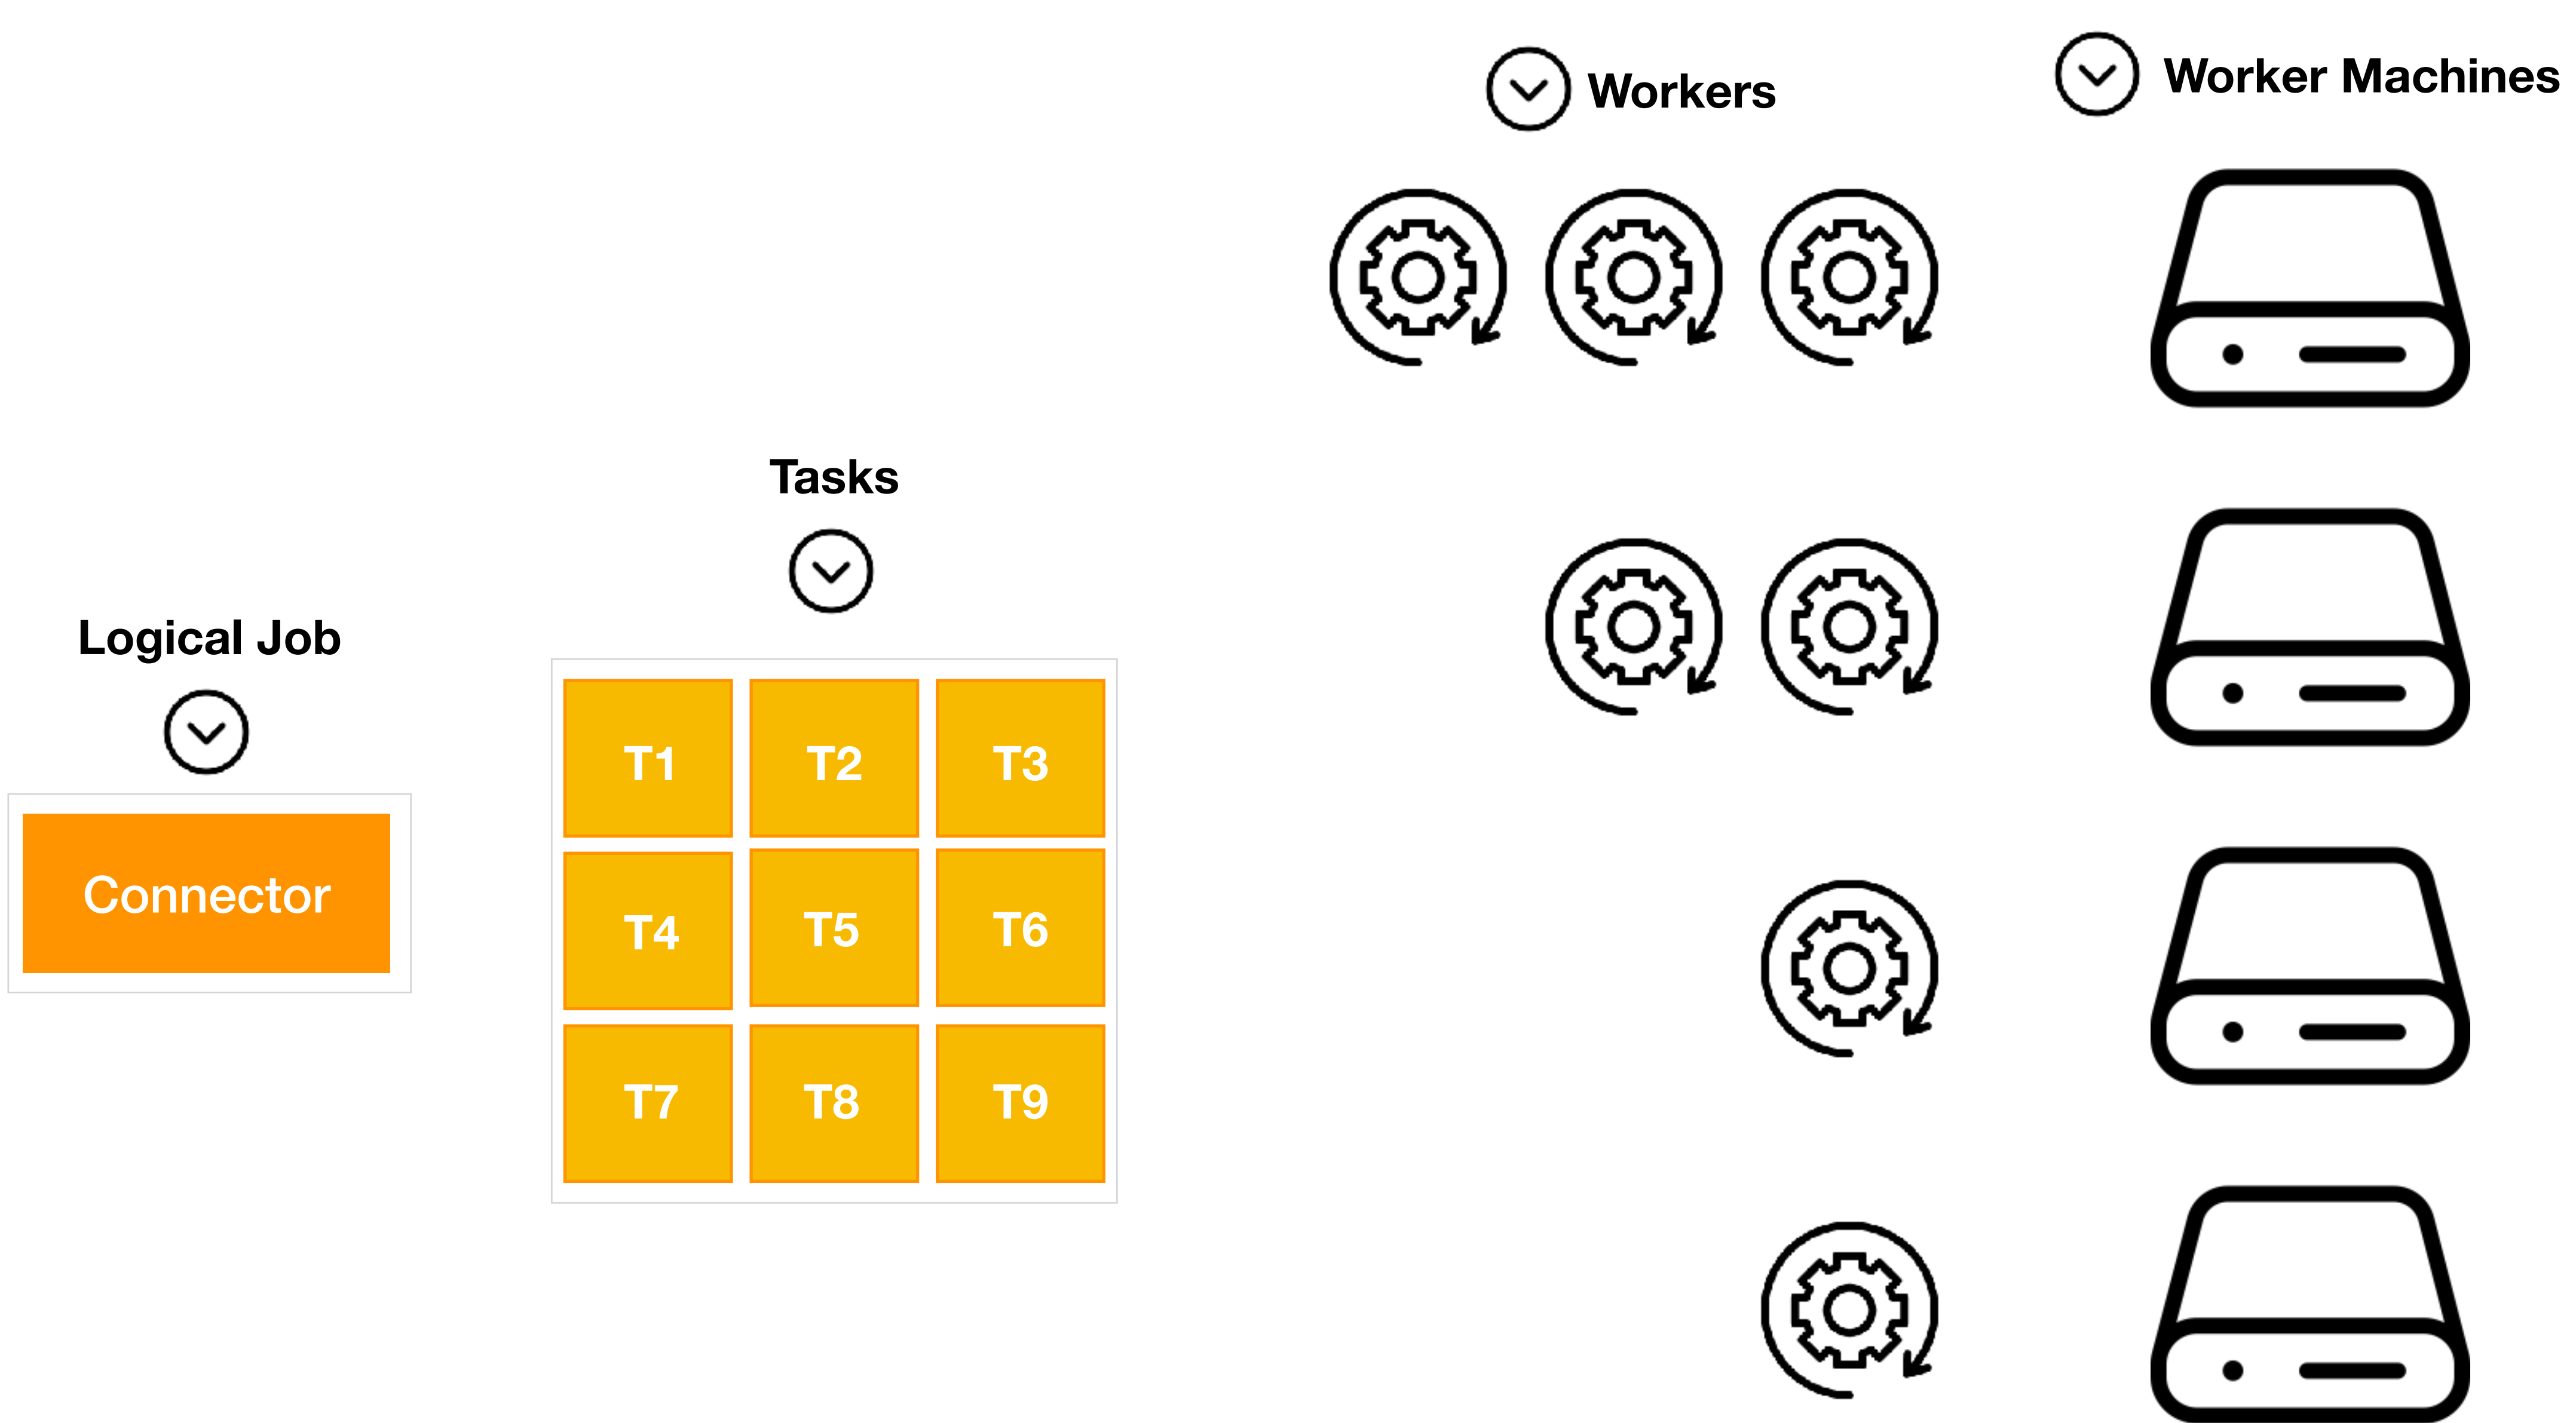 Workers
Worker Machines
Tasks
Logical Job
Connector
T1
T2
T3
T4
T5
T6
T7
T8
T9